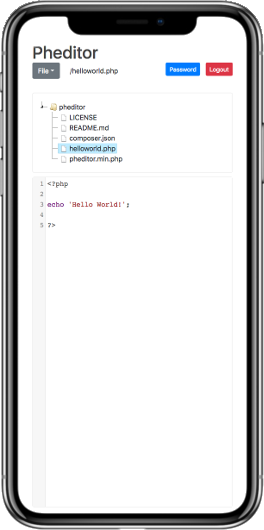 Pheditor
File /helloworld.php Password Logout
pheditor
LICENSE
README.md
composer.json
helloworld.php
pheditor.min.php
1 <?php
2
3 echo 'Hello World!';
4
5 ?>